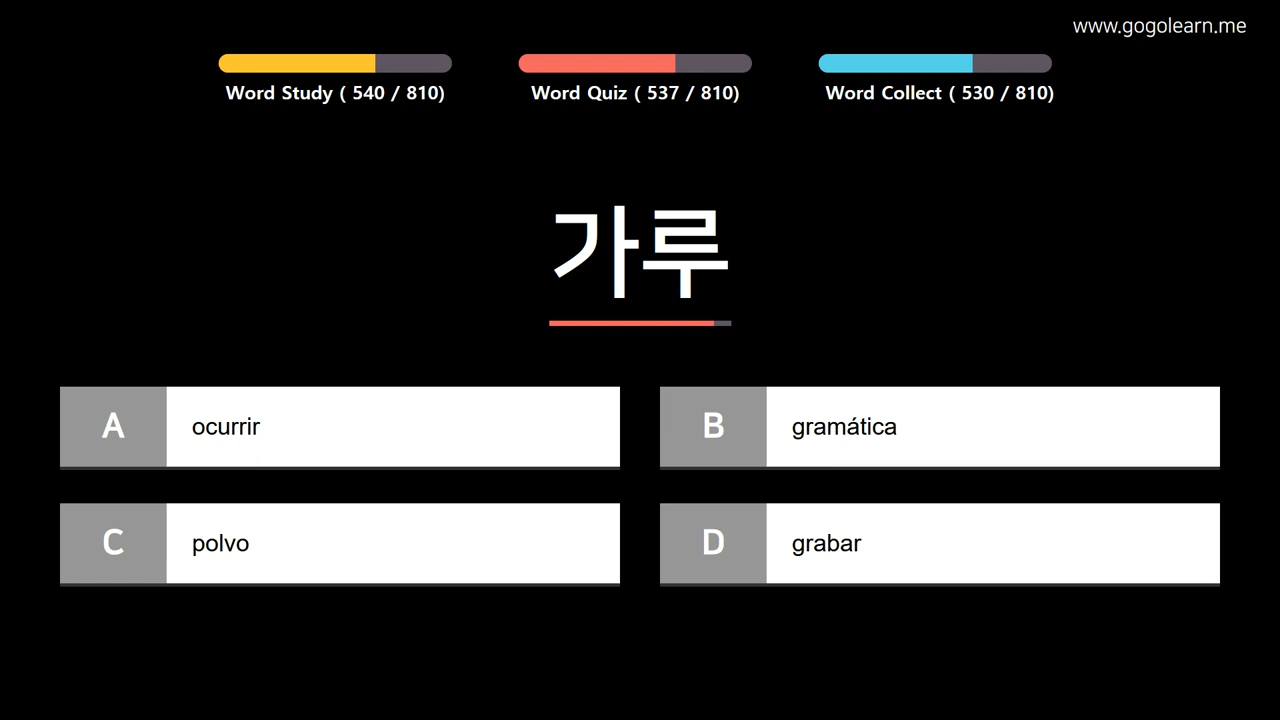 www.gogolearn.me
Word Study ( 540 / 810)
Word Quiz ( 537 / 810)
Word Collect ( 530 / 810)
가루
A ocurrir
B gramática
C polvo
D grabar